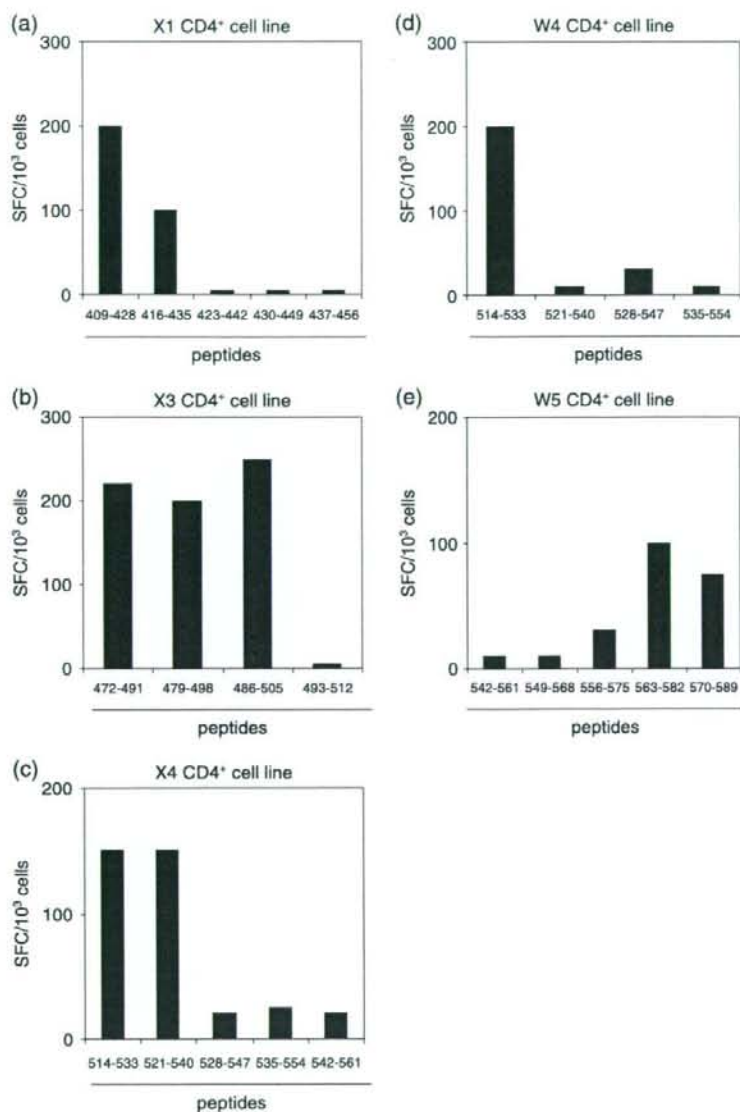 (a)
X1 CD4⁺ cell line
300
200
100
0
SFC/10³ cells
409-428 416-435 423-442 430-449 437-456
peptides
(b)
X3 CD4⁺ cell line
300
200
100
0
SFC/10³ cells
472-491 479-498 486-505 493-512
peptides
(c)
X4 CD4⁺ cell line
200
100
0
SFC/10³ cells
514-533 521-540 528-547 535-554 542-561
peptides
(d)
W4 CD4⁺ cell line
300
200
100
0
SFC/10³ cells
514-533 521-540 528-547 535-554
peptides
(e)
W5 CD4⁺ cell line
200
100
0
SFC/10³ cells
542-561 549-568 556-575 563-582 570-589
peptides